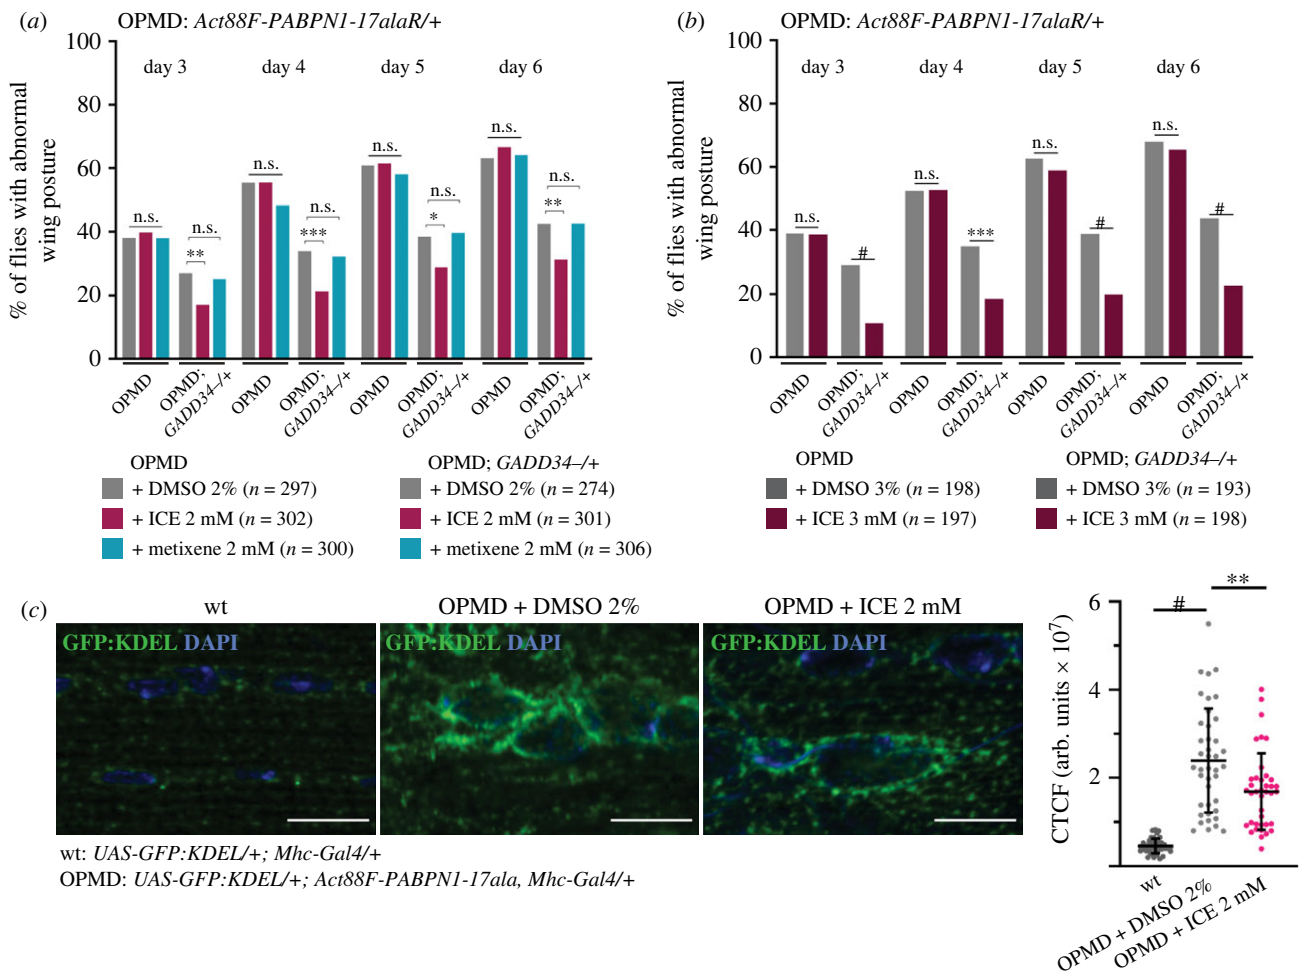 (a) OPMD: Act88F-PABPN1-17alaR/+
% of flies with abnormal
wing posture
100
80
60
40
20
0
day 3 day 4 day 5 day 6
n.s. n.s. ** n.s. n.s. *** n.s. n.s. * n.s. n.s. **
OPMD OPMD; GADD34–/+ OPMD OPMD; GADD34–/+ OPMD OPMD; GADD34–/+ OPMD OPMD; GADD34–/+
OPMD
+ DMSO 2% (n = 297)
+ ICE 2 mM (n = 302)
+ metixene 2 mM (n = 300)
OPMD; GADD34–/+
+ DMSO 2% (n = 274)
+ ICE 2 mM (n = 301)
+ metixene 2 mM (n = 306)
(b) OPMD: Act88F-PABPN1-17alaR/+
% of flies with abnormal
wing posture
100
80
60
40
20
0
day 3 day 4 day 5 day 6
n.s. # n.s. *** n.s. # n.s. #
OPMD OPMD; GADD34–/+ OPMD OPMD; GADD34–/+ OPMD OPMD; GADD34–/+ OPMD OPMD; GADD34–/+
OPMD
+ DMSO 3% (n = 198)
+ ICE 3 mM (n = 197)
OPMD; GADD34–/+
+ DMSO 3% (n = 193)
+ ICE 3 mM (n = 198)
(c) wt OPMD + DMSO 2% OPMD + ICE 2 mM
GFP:KDEL DAPI GFP:KDEL DAPI GFP:KDEL DAPI
wt: UAS-GFP:KDEL/+; Mhc-Gal4/+
OPMD: UAS-GFP:KDEL/+; Act88F-PABPN1-17ala, Mhc-Gal4/+
CTCF (arb. units × 10⁷)
6
4
2
# **
wt
OPMD + DMSO 2%
OPMD + ICE 2 mM